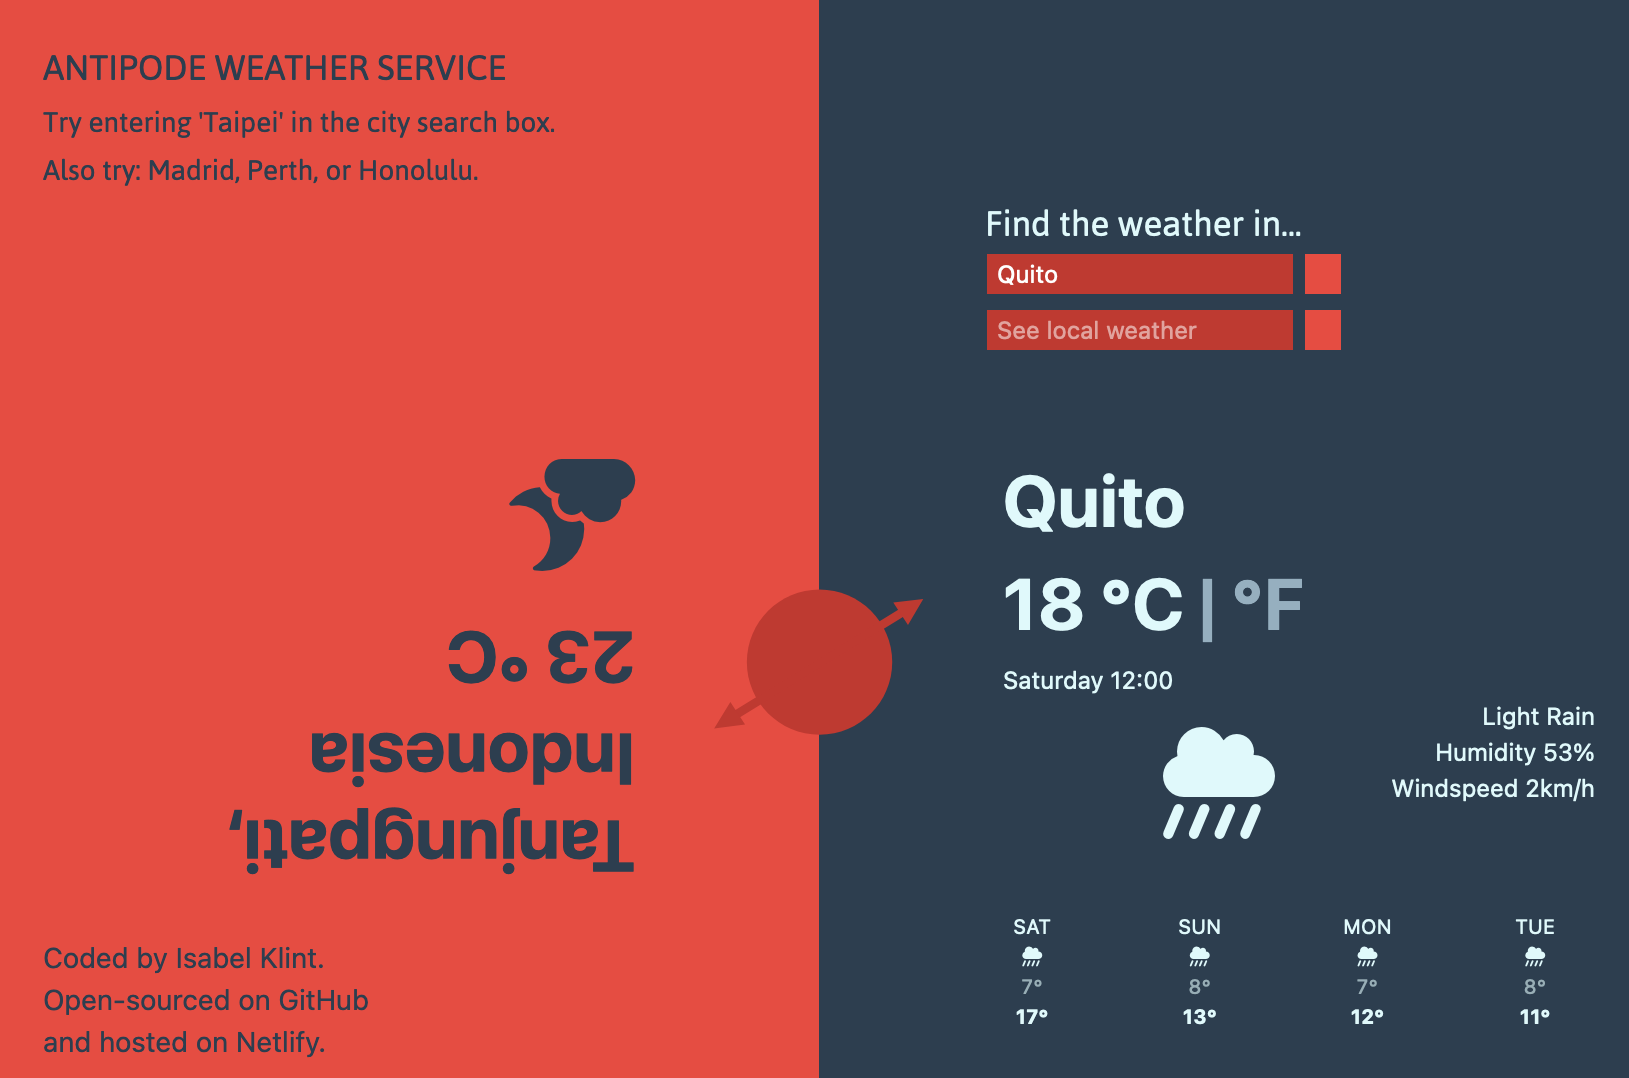 ANTIPODE WEATHER SERVICE
Try entering 'Taipei' in the city search box.
Also try: Madrid, Perth, or Honolulu.
Tanjungpati,
Indonesia
23 °C
Coded by Isabel Klint.
Open-sourced on GitHub
and hosted on Netlify.
Find the weather in...
Quito
See local weather
Quito
18 °C | °F
Saturday 12:00
Light Rain
Humidity 53%
Windspeed 2km/h
SAT SUN MON TUE
7° 8° 7° 8°
17° 13° 12° 11°